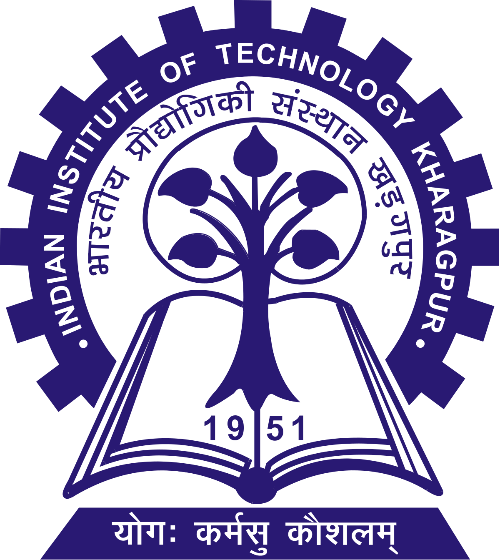 • INDIAN INSTITUTE OF TECHNOLOGY KHARAGPUR •
भारतीय प्रौद्योगिकी संस्थान खड़गपुर
1951
योगः कर्मसु कौशलम्